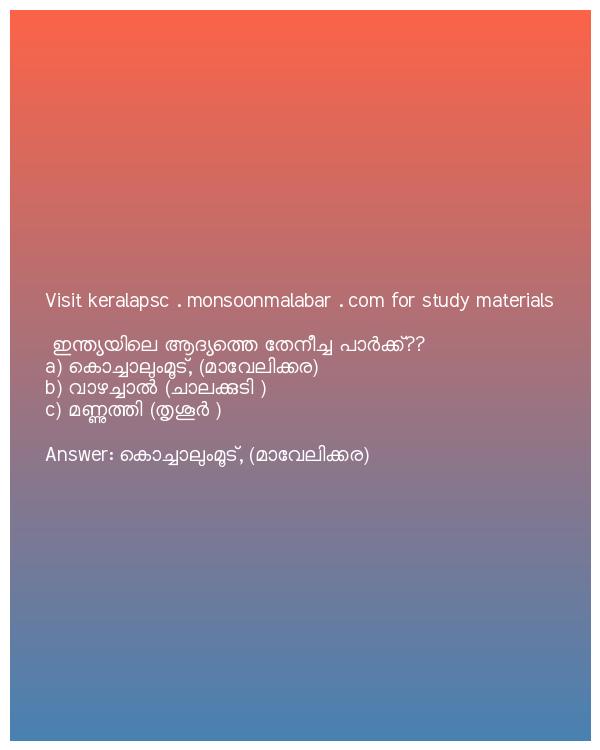 Visit keralapsc . monsoonmalabar . com for study materials
ഇന്ത്യയിലെ ആദ്യത്തെ തേനീച്ച പാർക്ക്??
a) കൊച്ചാലുംമൂട്, (മാവേലിക്കര)
b) വാഴച്ചാൽ (ചാലക്കുടി )
c) മണ്ണുത്തി (തൃശൂർ )
Answer: കൊച്ചാലുംമൂട്, (മാവേലിക്കര)